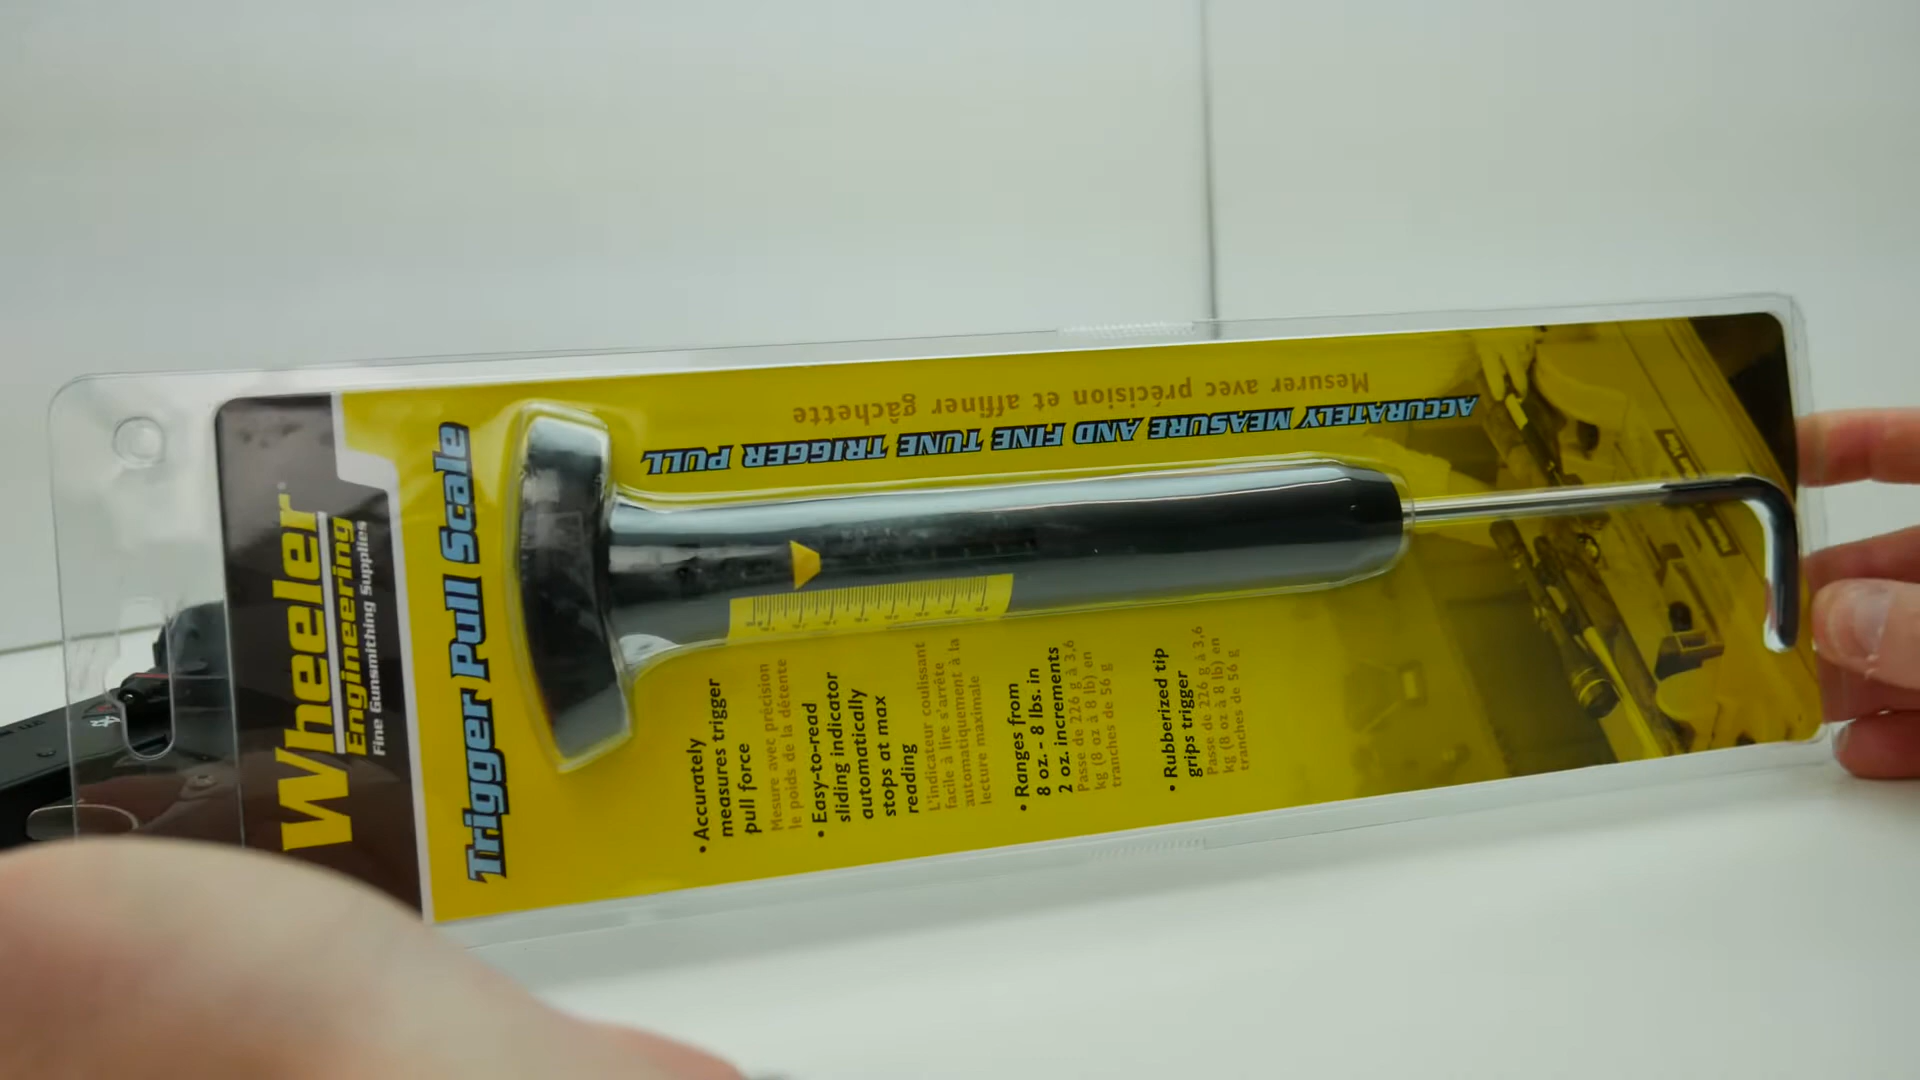 Wheeler
Engineering
Fine Gunsmithing Supplies
Trigger Pull Scale
Mesurer avec précision et affiner gâchette
ACCURATELY MEASURE AND FINE TUNE TRIGGER PULL
• Accurately
measures trigger
pull force
Mesure avec précision
le poids de la détente
• Easy-to-read
sliding indicator
automatically
stops at max
reading
L'indicateur coulissant
facile à lire s'arrête
automatiquement à la
lecture maximale
• Ranges from
8 oz. - 8 lbs. in
2 oz. increments
Passe de 226 g à 3,6
kg (8 oz à 8 lb) en
tranches de 56 g
• Rubberized tip
grips trigger
Passe de 226 g à 3,6
kg (8 oz à 8 lb) en
tranches de 56 g